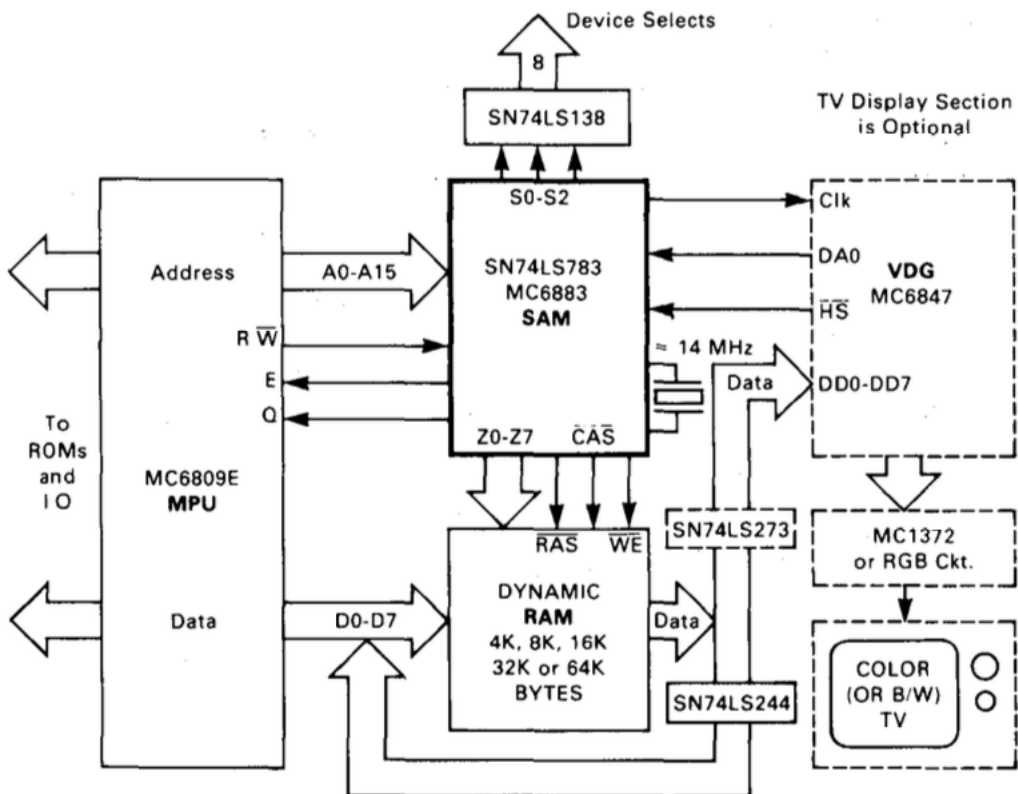 Device Selects
8
SN74LS138
TV Display Section
is Optional
S0-S2
Clk
Address
A0-A15
SN74LS783
MC6883
SAM
DA0
VDG
MC6847
HS
R W
≈ 14 MHz
E
Data
DD0-DD7
Q
Z0-Z7
CAS
To
ROMs
and
I O
MC6809E
MPU
RAS
WE
SN74LS273
MC1372
or RGB Ckt.
DYNAMIC
RAM
4K, 8K, 16K
32K or 64K
BYTES
Data
D0-D7
Data
SN74LS244
COLOR
(OR B/W)
TV